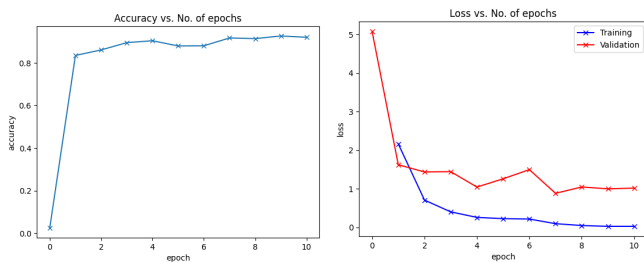 Accuracy vs. No. of epochs
0.8
0.6
0.4
0.2
0.0
accuracy
0 2 4 6 8 10
epoch
Loss vs. No. of epochs
Training
Validation
5
4
3
2
1
0
loss
0 2 4 6 8 10
epoch